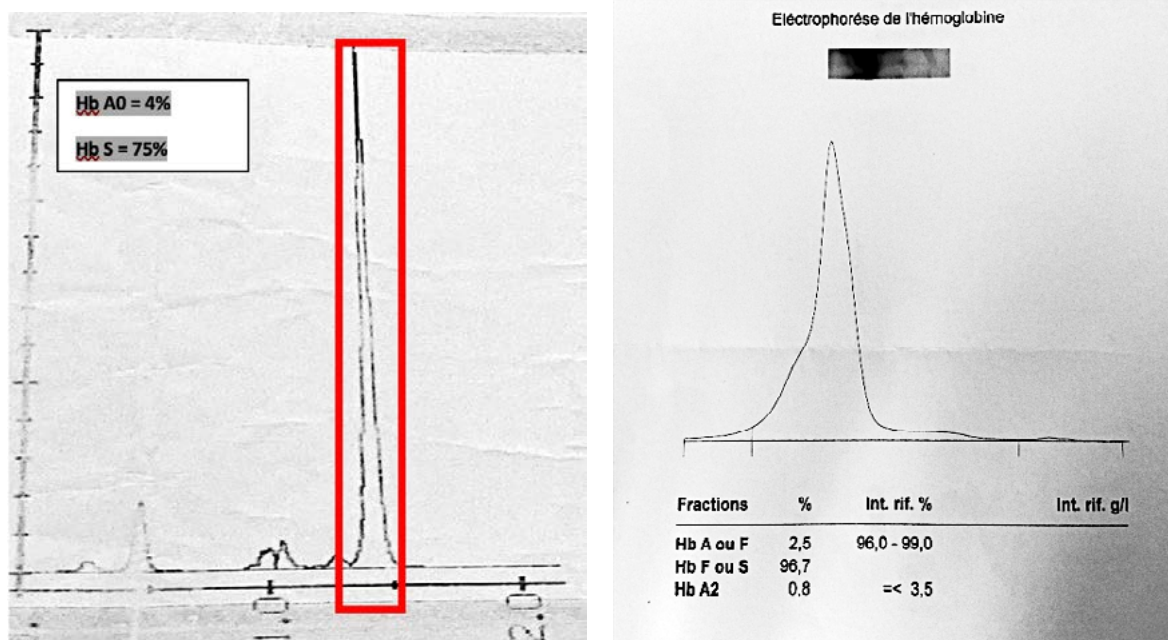 Hb A0 = 4%
Hb S = 75%
Eléctrophorése de l'hémoglobine
Fractions % Int. rif. % Int. rif. g/l
Hb A ou F 2,5 96,0 - 99,0
Hb F ou S 96,7
Hb A2 0,8 =< 3,5